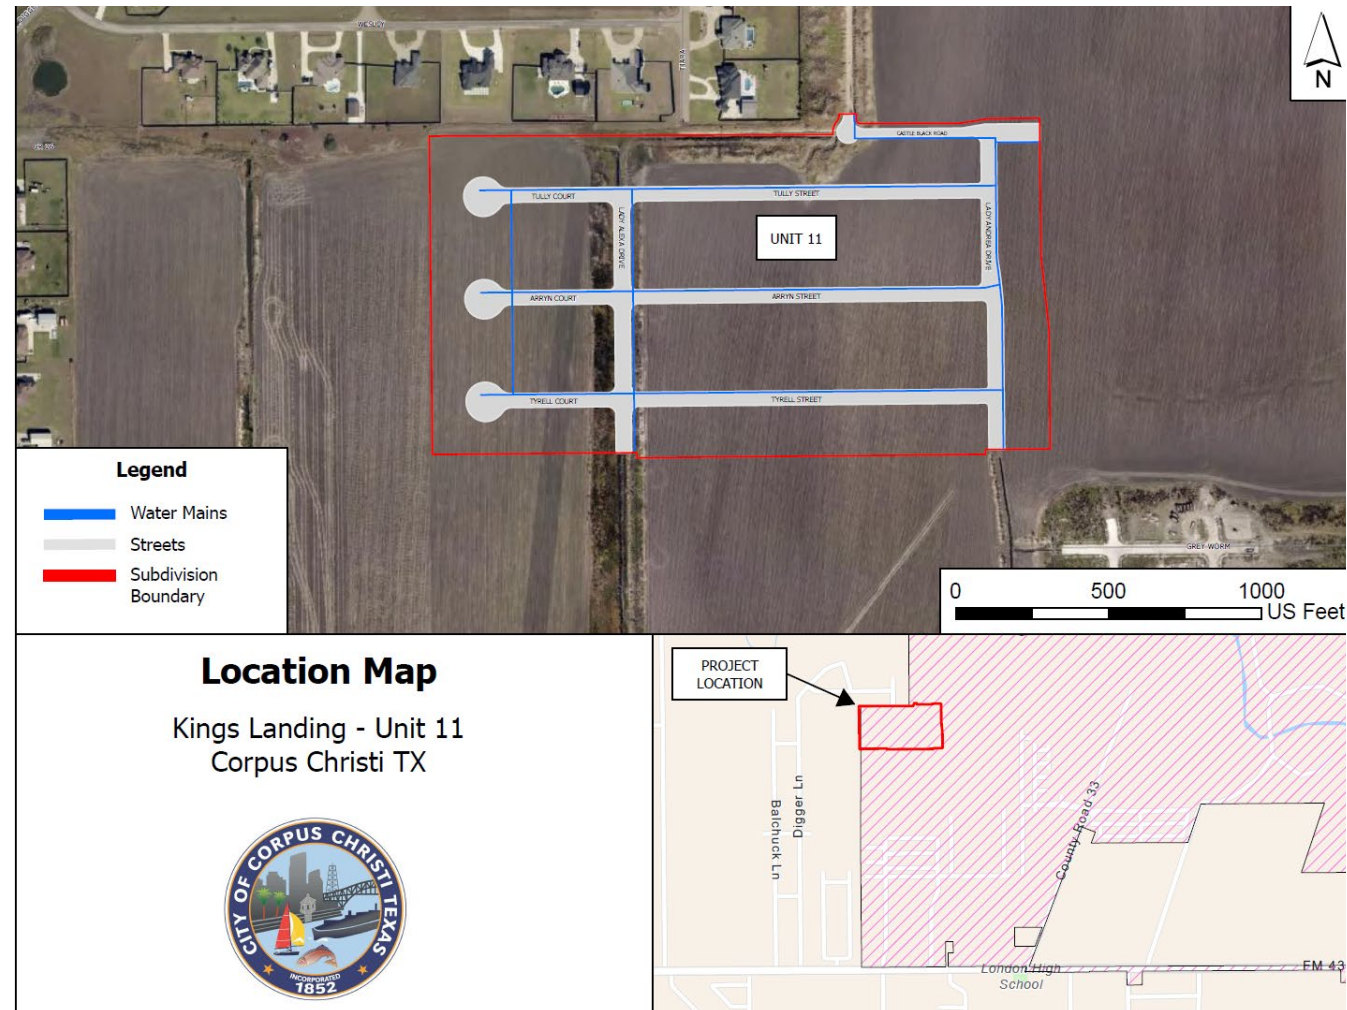 WESLEY
N
CASTLE BLACK ROAD
TULLY COURT
TULLY STREET
LADY ALEXA DRIVE
UNIT 11
LADY ANDREA DRIVE
ARRYN COURT
ARRYN STREET
TYRELL COURT
TYRELL STREET
GREY WORM
Legend
Water Mains
Streets
Subdivision
Boundary
0 500 1000
US Feet
Location Map
Kings Landing - Unit 11
Corpus Christi TX
CITY OF CORPUS CHRISTI TEXAS
INCORPORATED
1852
PROJECT
LOCATION
Balchuck Ln
Digger Ln
County Road 33
London High
School
FM 43